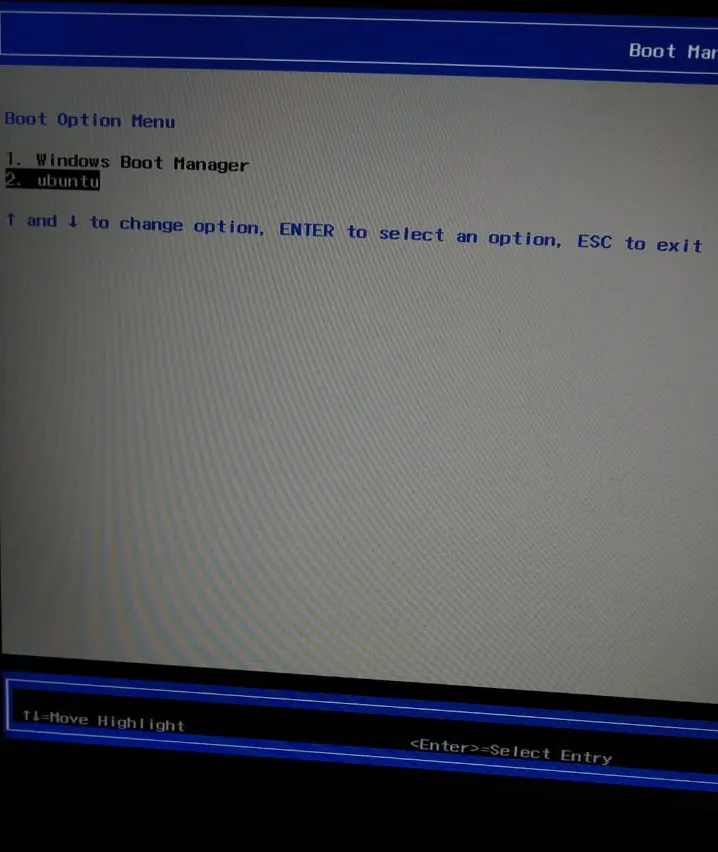 Boot Mar
Boot Option Menu
1. Windows Boot Manager
2. ubuntu
↑ and ↓ to change option, ENTER to select an option, ESC to exit
↑↓=Move Highlight
<Enter>=Select Entry